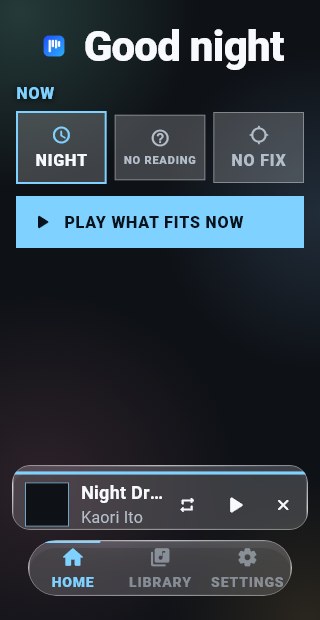 Good night
NOW
NIGHT
NO READING
NO FIX
PLAY WHAT FITS NOW
Night Dr...
Kaori Ito
HOME
LIBRARY
SETTINGS